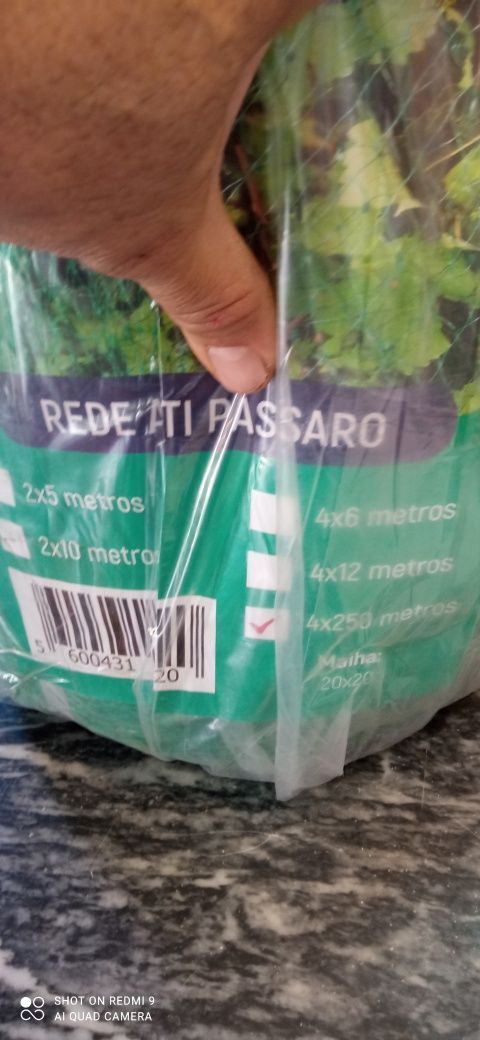 REDE ATI PASSARO
2x5 metros
2x10 metro
4x6 metros
4x12 metros
4x250 metros
Malha:
20x20
5 600431 20
SHOT ON REDMI 9
AI QUAD CAMERA